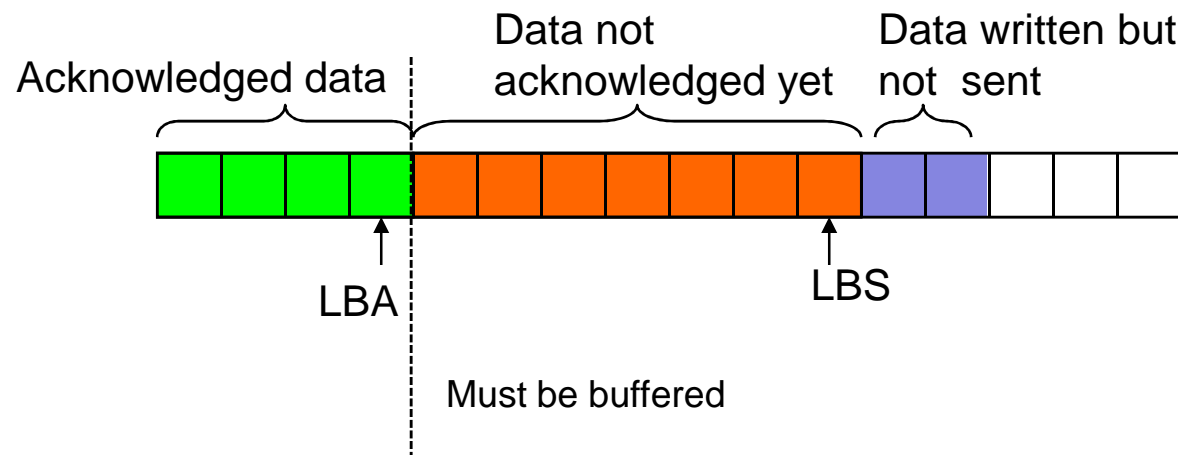 Acknowledged data
Data not
acknowledged yet
Data written but
not sent
LBA
LBS
Must be buffered